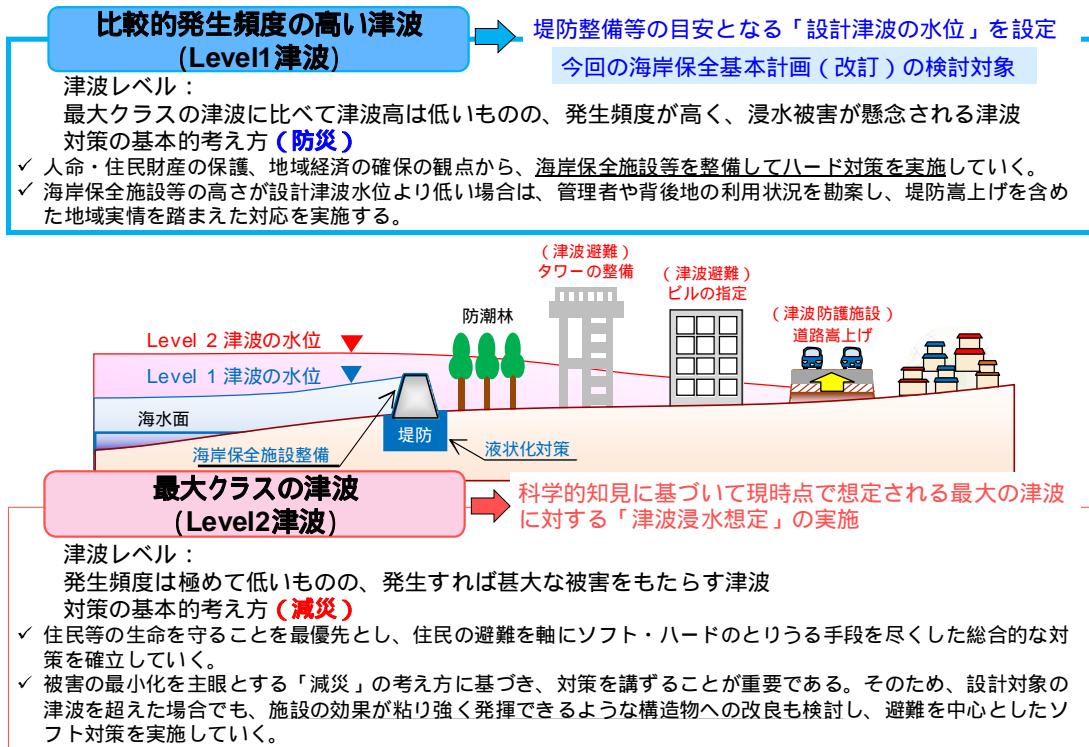 比較的発生頻度の高い津波
(Level1津波)
堤防整備等の目安となる「設計津波の水位」を設定
今回の海岸保全基本計画(改訂)の検討対象
津波レベル:
最大クラスの津波に比べて津波高は低いものの、発生頻度が高く、浸水被害が懸念される津波
対策の基本的考え方(防災)
✓ 人命・住民財産の保護、地域経済の確保の観点から、海岸保全施設等を整備してハード対策を実施していく。
✓ 海岸保全施設等の高さが設計津波水位より低い場合は、管理者や背後地の利用状況を勘案し、堤防嵩上げを含め
た地域実情を踏まえた対応を実施する。
(津波避難)
タワーの整備
(津波避難)
ビルの指定
(津波防護施設)
道路嵩上げ
防潮林
Level 2 津波の水位
Level 1 津波の水位
海水面
堤防
海岸保全施設整備
液状化対策
最大クラスの津波
(Level2津波)
科学的知見に基づいて現時点で想定される最大の津波
に対する「津波浸水想定」の実施
津波レベル:
発生頻度は極めて低いものの、発生すれば甚大な被害をもたらす津波
対策の基本的考え方(減災)
✓ 住民等の生命を守ることを最優先とし、住民の避難を軸にソフト・ハードのとりうる手段を尽くした総合的な対
策を確立していく。
✓ 被害の最小化を主眼とする「減災」の考え方に基づき、対策を講ずることが重要である。そのため、設計対象の
津波を超えた場合でも、施設の効果が粘り強く発揮できるような構造物への改良も検討し、避難を中心としたソ
フト対策を実施していく。